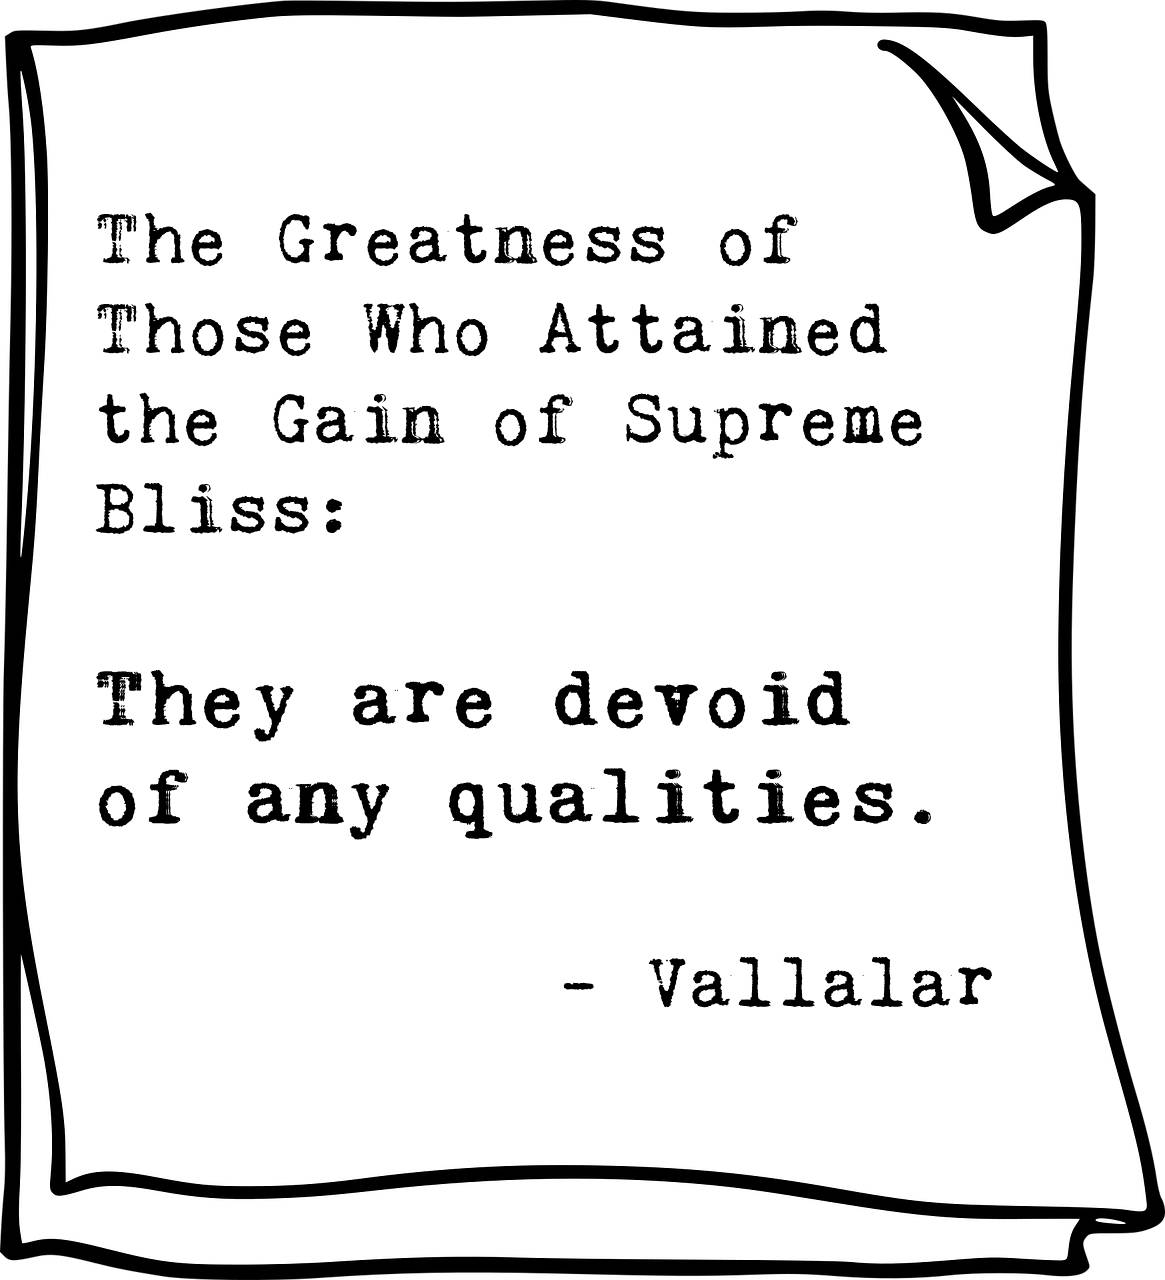 The Greatness of
Those Who Attained
the Gain of Supreme
Bliss:
They are devoid
of any qualities.
- Vallalar